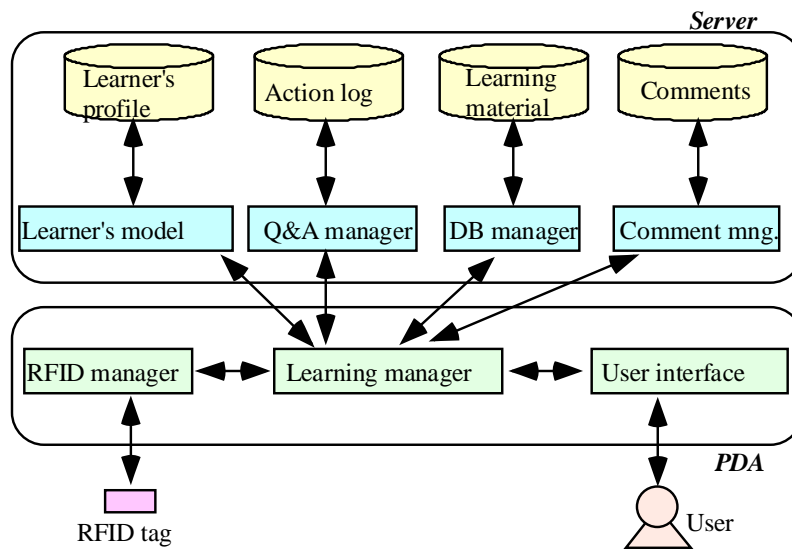 Server
Learner's
profile
Action log
Learning
material
Comments
Learner's model
Q&A manager
DB manager
Comment mng.
RFID manager
Learning manager
User interface
PDA
RFID tag
User